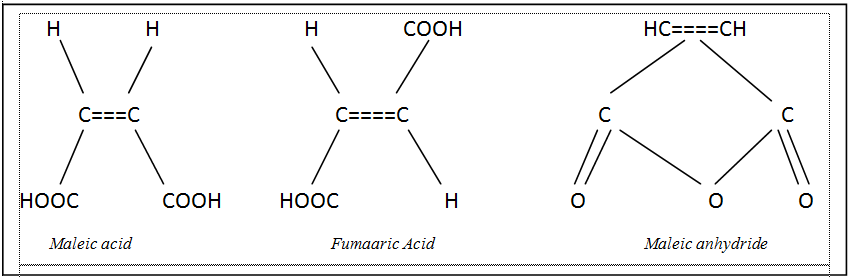 H H H COOH HC====CH
C===C C====C C C
HOOC COOH HOOC H O O O
Maleic acid Fumaaric Acid Maleic anhydride